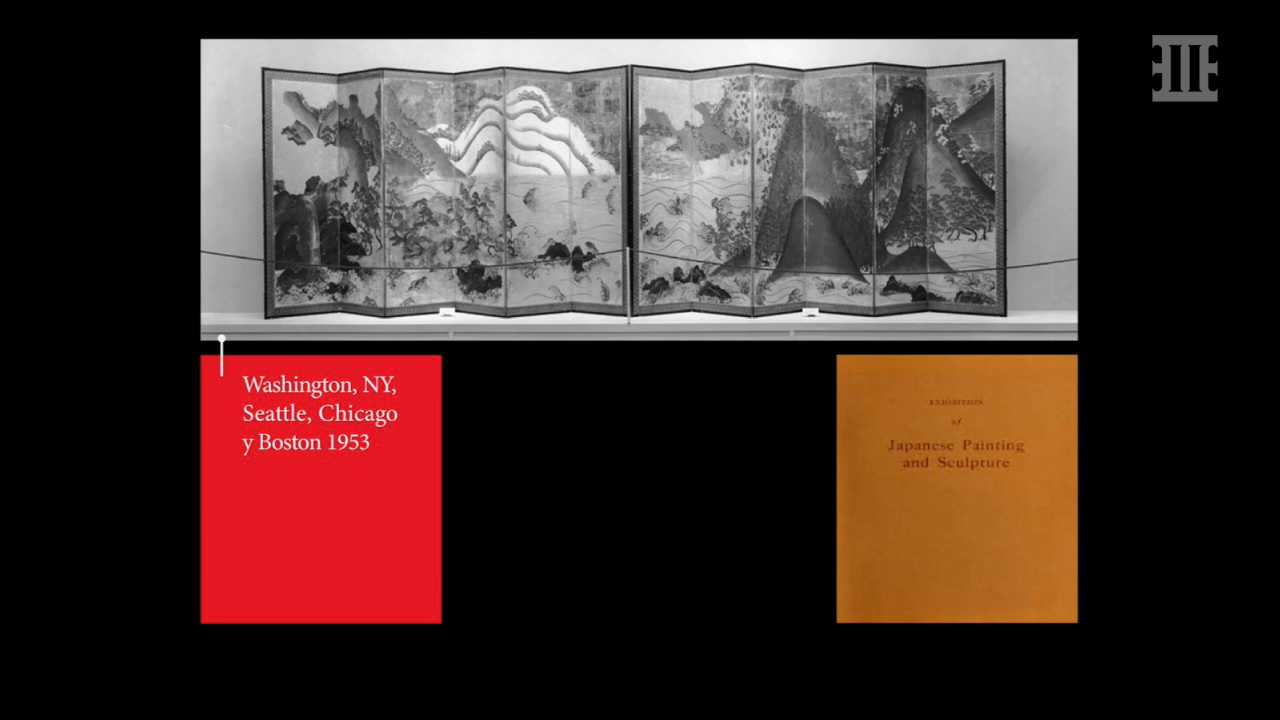 Washington, NY,
Seattle, Chicago
y Boston 1953
EXHIBITION
of
Japanese Painting
and Sculpture